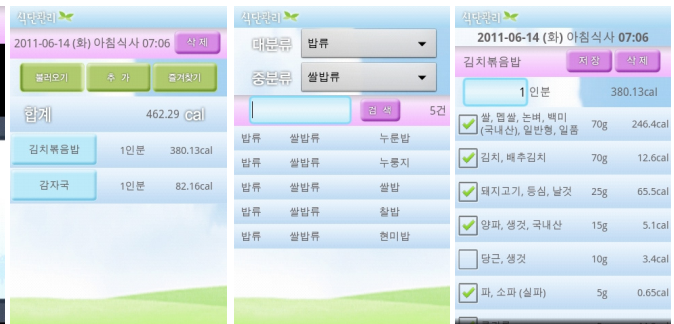 식단관리
2011-06-14 (화) 아침식사 07:06 삭 제
불러오기 추 가 즐겨찾기
합계 462.29 cal
김치볶음밥 1인분 380.13cal
감자국 1인분 82.16cal
식단관리
대분류 밥류
중분류 쌀밥류
검 색 5건
밥류 쌀밥류 누룬밥
밥류 쌀밥류 누룽지
밥류 쌀밥류 쌀밥
밥류 쌀밥류 찰밥
밥류 쌀밥류 현미밥
식단관리
2011-06-14 (화) 아침식사 07:06
김치볶음밥 저 장 삭 제
1 인분 380.13cal
쌀, 멥쌀, 논벼, 백미
(국내산), 일반형, 일품 70g 246.4cal
김치, 배추김치 70g 12.6cal
돼지고기, 등심, 날것 25g 65.5cal
양파, 생것, 국내산 15g 5.1cal
당근, 생것 10g 3.4cal
파, 소파 (실파) 5g 0.65cal